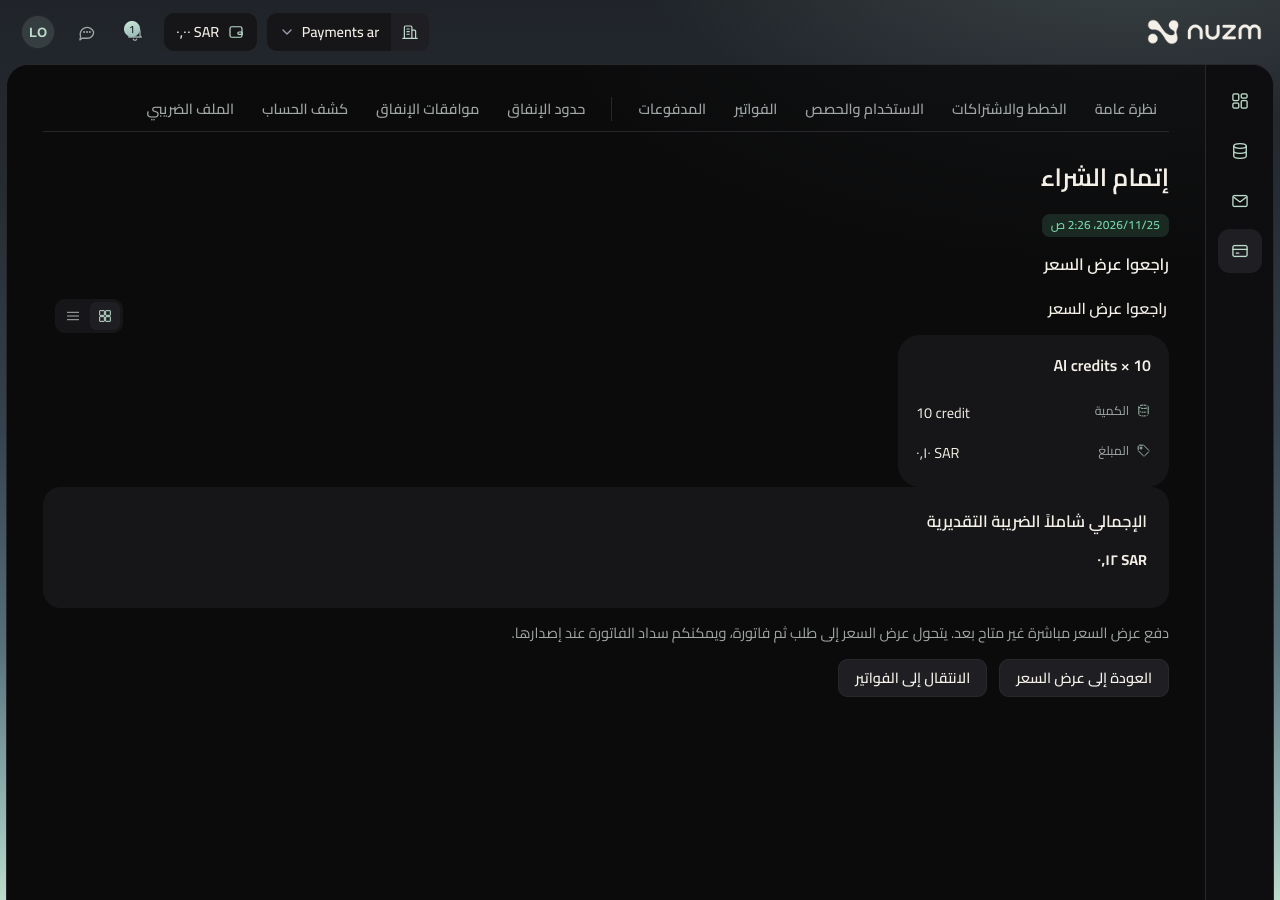 nuzm
Payments ar
٠,٠٠ SAR
1
LO
نظرة عامة
الخطط والاشتراكات
الاستخدام والحصص
الفواتير
المدفوعات
حدود الإنفاق
موافقات الإنفاق
كشف الحساب
الملف الضريبي
إتمام الشراء
2026/11/25، 2:26 ص
راجعوا عرض السعر
راجعوا عرض السعر
AI credits × 10
الكمية
10 credit
المبلغ
٠,١٠ SAR
الإجمالي شاملاً الضريبة التقديرية
٠,١٢ SAR
دفع عرض السعر مباشرة غير متاح بعد. يتحول عرض السعر إلى طلب ثم فاتورة، ويمكنكم سداد الفاتورة عند إصدارها.
العودة إلى عرض السعر
الانتقال إلى الفواتير